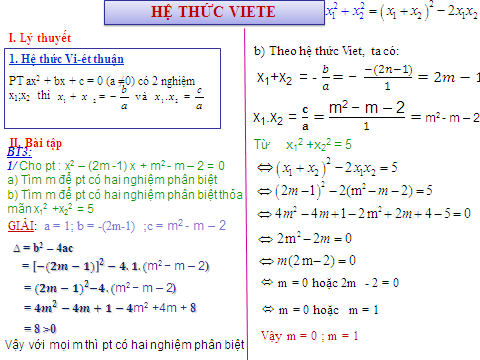 HỆ THỨC VIETE
x₁² + x₂² = (x₁ + x₂)² − 2x₁x₂
I. Lý thuyết
1. Hệ thức Vi-ét thuận
PT ax² + bx + c = 0 (a ≠0) có 2 nghiệm
x₁;x₂ thì x₁ + x₂ = − b/a và x₁.x₂ = c/a
II. Bài tập
BT3:
1/ Cho pt : x² – (2m -1) x + m² - m – 2 = 0
a) Tìm m để pt có hai nghiệm phân biệt
b) Tìm m để pt có hai nghiệm phân biệt thỏa
mãn x₁² +x₂² = 5
GIẢI: a = 1; b = -(2m-1) ;c = m² - m – 2
Δ = b² – 4ac
= [−(2m − 1)]² − 4. 1. (m² − m – 2)
= (2m − 1)²−4. (m² − m – 2)
= 4m² − 4m + 1 − 4m² +4m + 8
= 8 >0
Vậy với mọi m thì pt có hai nghiệm phân biệt
b) Theo hệ thức Viet, ta có:
x₁+x₂ = - b/a = − −(2m−1)/1 = 2m − 1
x₁.x₂ = c/a = m² − m − 2/1 = m² - m – 2
Từ x₁² +x₂² = 5
⇔ (x₁ + x₂)² − 2x₁x₂ = 5
⇔ (2m − 1)² − 2(m² − m − 2) = 5
⇔ 4m² − 4m + 1 − 2m² + 2m + 4 − 5 = 0
⇔ 2m² − 2m = 0
⇔ m(2m − 2) = 0
⇔ m = 0 hoặc 2m - 2 = 0
⇔ m = 0 hoặc m = 1
Vậy m = 0 ; m = 1